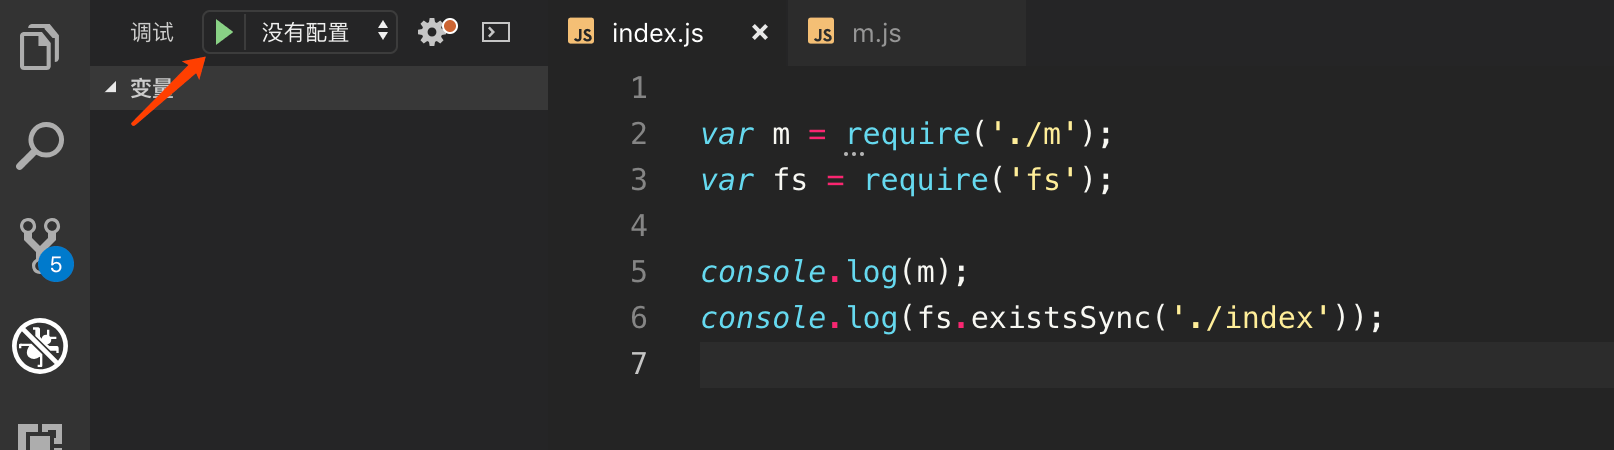 调试 没有配置
变量
5
JS index.js × JS m.js
1
2 var m = require('./m');
3 var fs = require('fs');
4
5 console.log(m);
6 console.log(fs.existsSync('./index'));
7